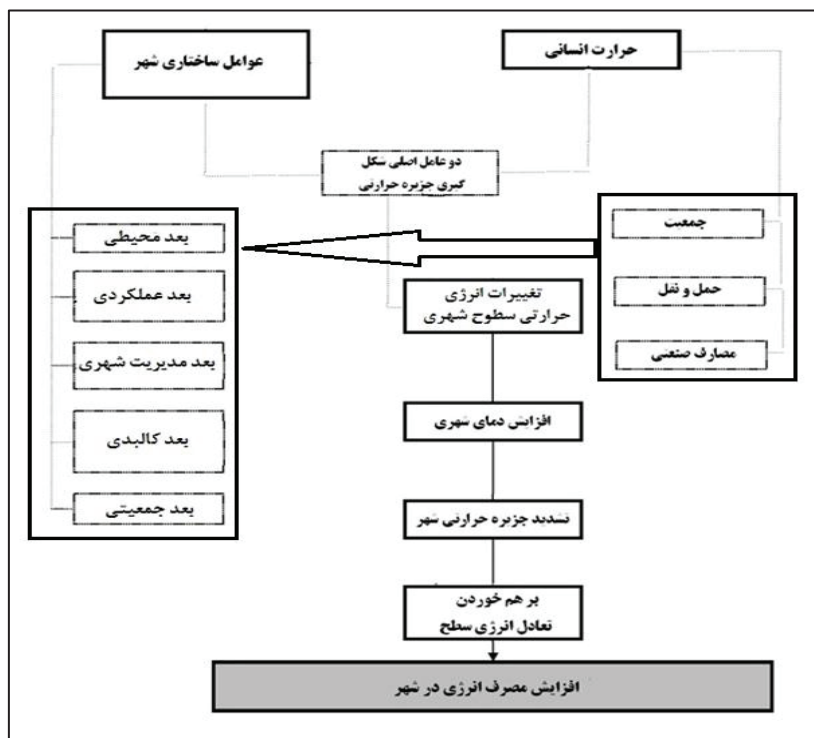 حرارت انسانی
عوامل ساختاری شهر
دو عامل اصلی شکل
گیری جزیره حرارتی
جمعیت
حمل و نقل
مصارف صنعتی
بعد محیطی
بعد عملکردی
بعد مدیریت شهری
بعد کالبدی
بعد جمعیتی
تغییرات انرژی
حرارتی سطوح شهری
افزایش دمای شهری
تشدید جزیره حرارتی شهر
بر هم خوردن
تعادل انرژی سطح
افزایش مصرف انرژی در شهر